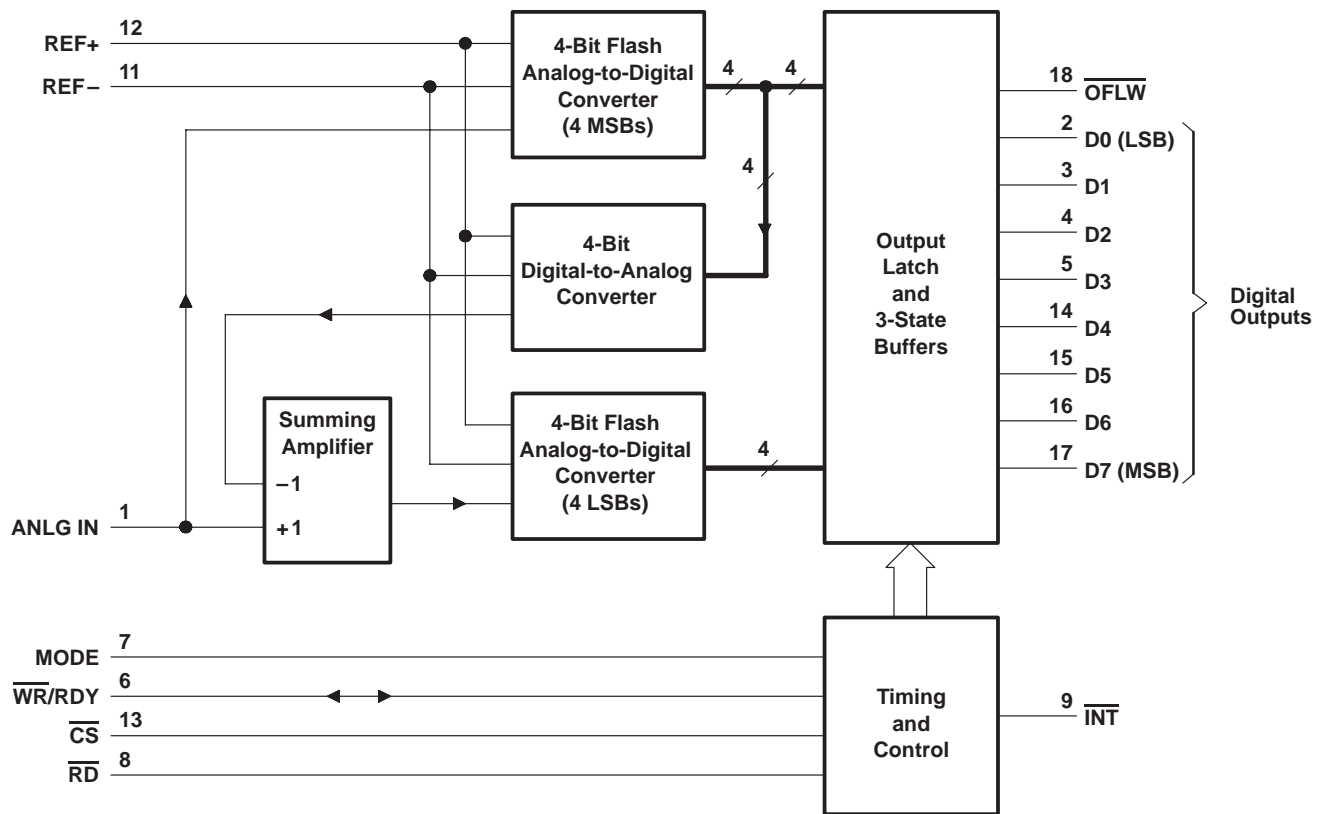 REF+ 12
REF– 11
4-Bit Flash
Analog-to-Digital
Converter
(4 MSBs)
4
4
4
4-Bit
Digital-to-Analog
Converter
Summing
Amplifier
–1
+1
ANLG IN 1
4-Bit Flash
Analog-to-Digital
Converter
(4 LSBs)
4
Output
Latch
and
3-State
Buffers
18 OFLW
2 D0 (LSB)
3 D1
4 D2
5 D3
14 D4
15 D5
16 D6
17 D7 (MSB)
Digital
Outputs
MODE 7
WR/RDY 6
CS 13
RD 8
Timing
and
Control
9 INT